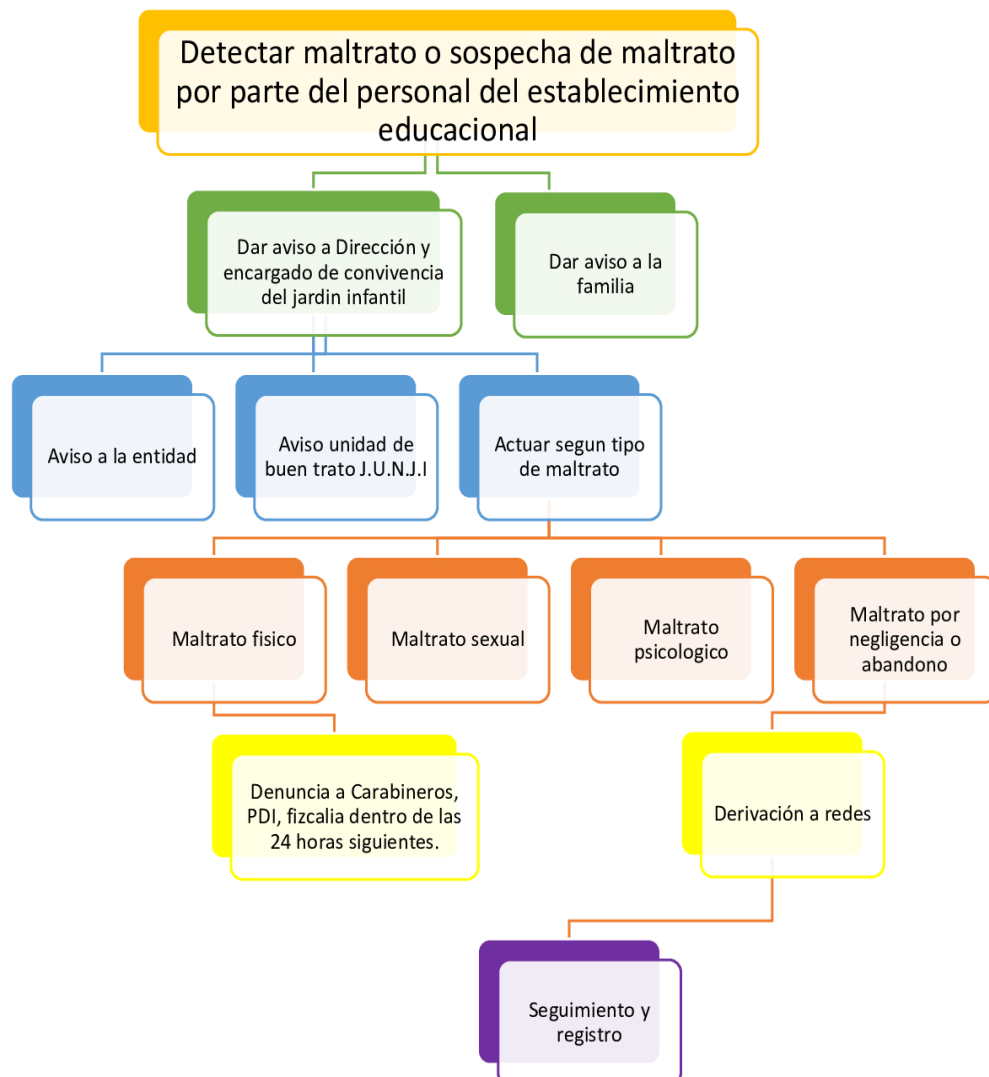 Detectar maltrato o sospecha de maltrato
por parte del personal del establecimiento
educacional
Dar aviso a Dirección y
encargado de convivencia
del jardin infantil
Dar aviso a la
familia
Aviso a la entidad
Aviso unidad de
buen trato J.U.N.J.I
Actuar segun tipo
de maltrato
Maltrato fisico
Maltrato sexual
Maltrato
psicologico
Maltrato por
negligencia o
abandono
Denuncia a Carabineros,
PDI, fizcalia dentro de las
24 horas siguientes.
Derivación a redes
Seguimiento y
registro